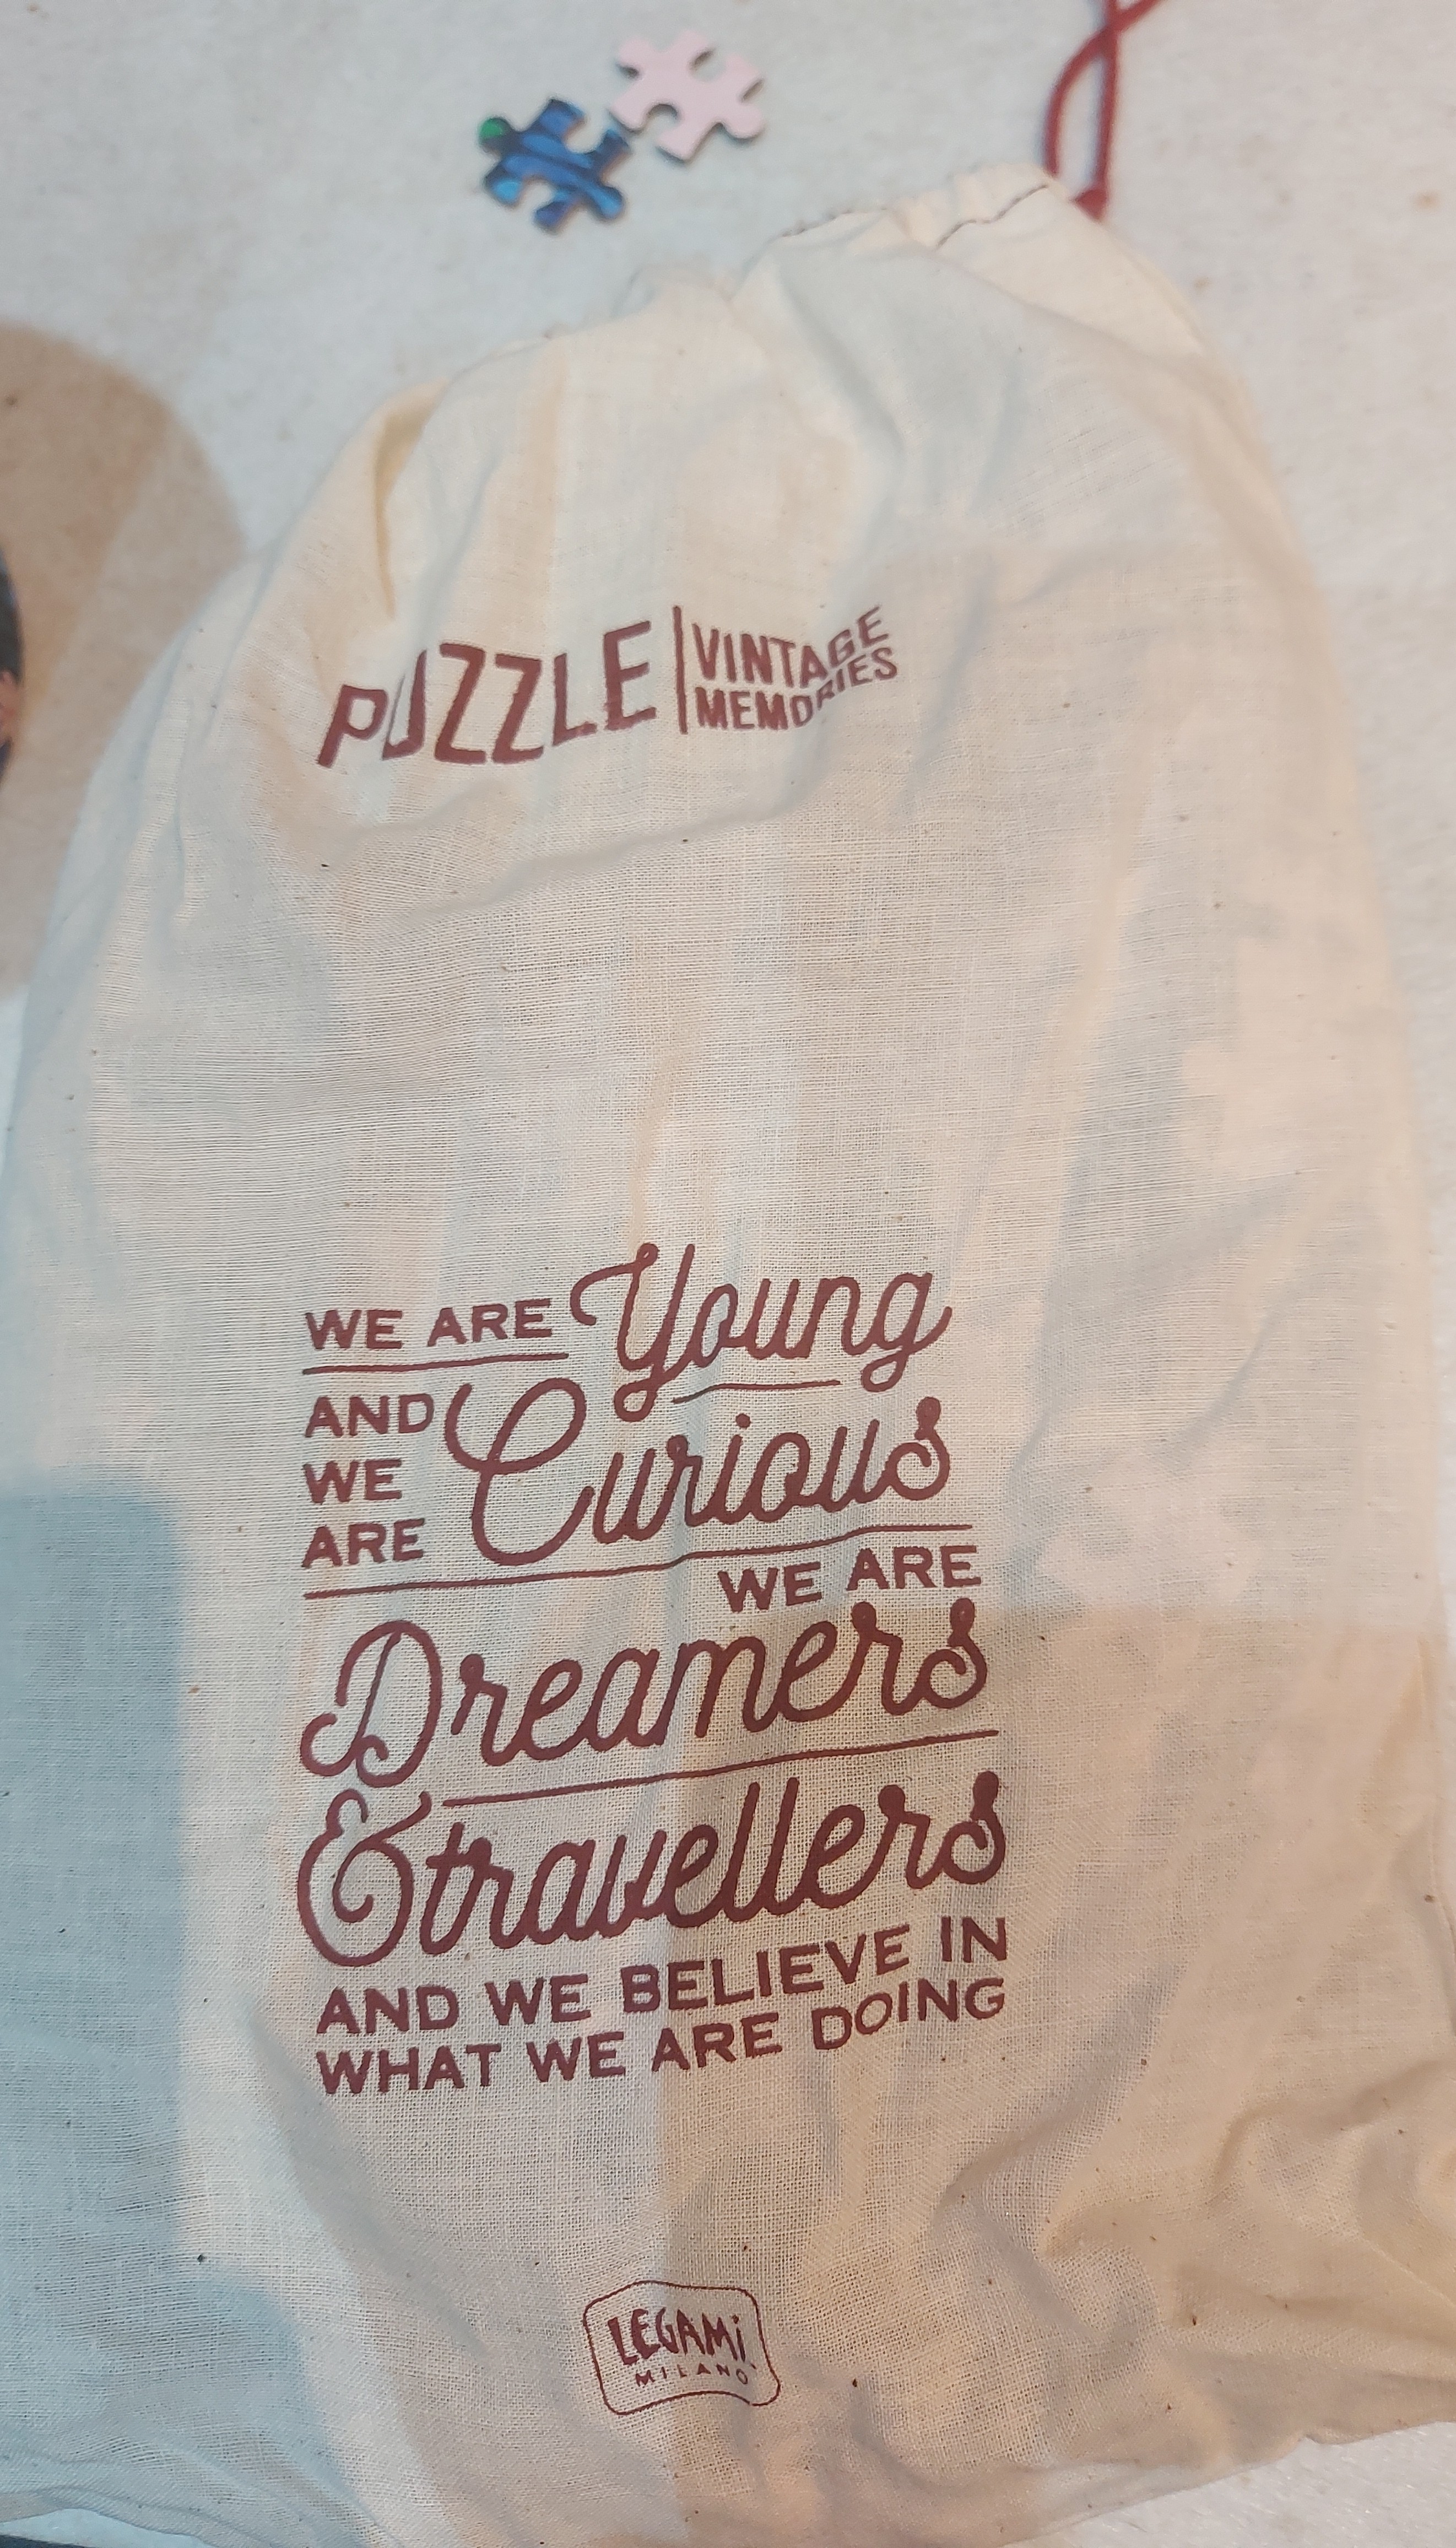 PUZZLE | VINTAGE
MEMORIES
WE ARE Young
AND
WE
ARE Curious
WE ARE
Dreamers
& travellers
AND WE BELIEVE IN
WHAT WE ARE DOING
LEGAMi
MILANO